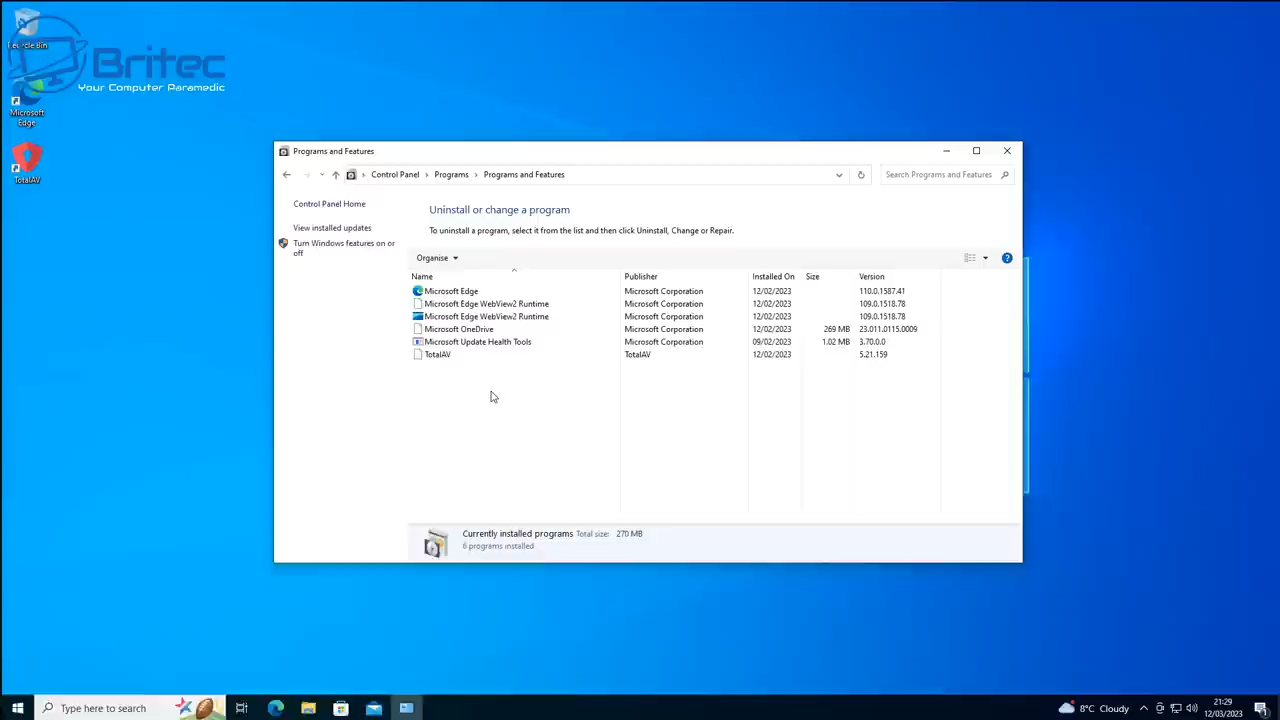 Recycle Bin
Britec
Your Computer Paramedic
Microsoft
Edge
TotalAV
Programs and Features
Control Panel > Programs > Programs and Features
Search Programs and Features
Control Panel Home
View installed updates
Turn Windows features on or
off
Uninstall or change a program
To uninstall a program, select it from the list and then click Uninstall, Change or Repair.
Organise
Name Publisher Installed On Size Version
Microsoft Edge Microsoft Corporation 12/02/2023 110.0.1587.41
Microsoft Edge WebView2 Runtime Microsoft Corporation 12/02/2023 109.0.1518.78
Microsoft Edge WebView2 Runtime Microsoft Corporation 12/02/2023 109.0.1518.78
Microsoft OneDrive Microsoft Corporation 12/02/2023 269 MB 23.011.0115.0009
Microsoft Update Health Tools Microsoft Corporation 09/02/2023 1.02 MB 3.70.0.0
TotalAV TotalAV 12/02/2023 5.21.159
Currently installed programs Total size: 270 MB
6 programs installed
Type here to search
8°C Cloudy
21:29
12/03/2023
1